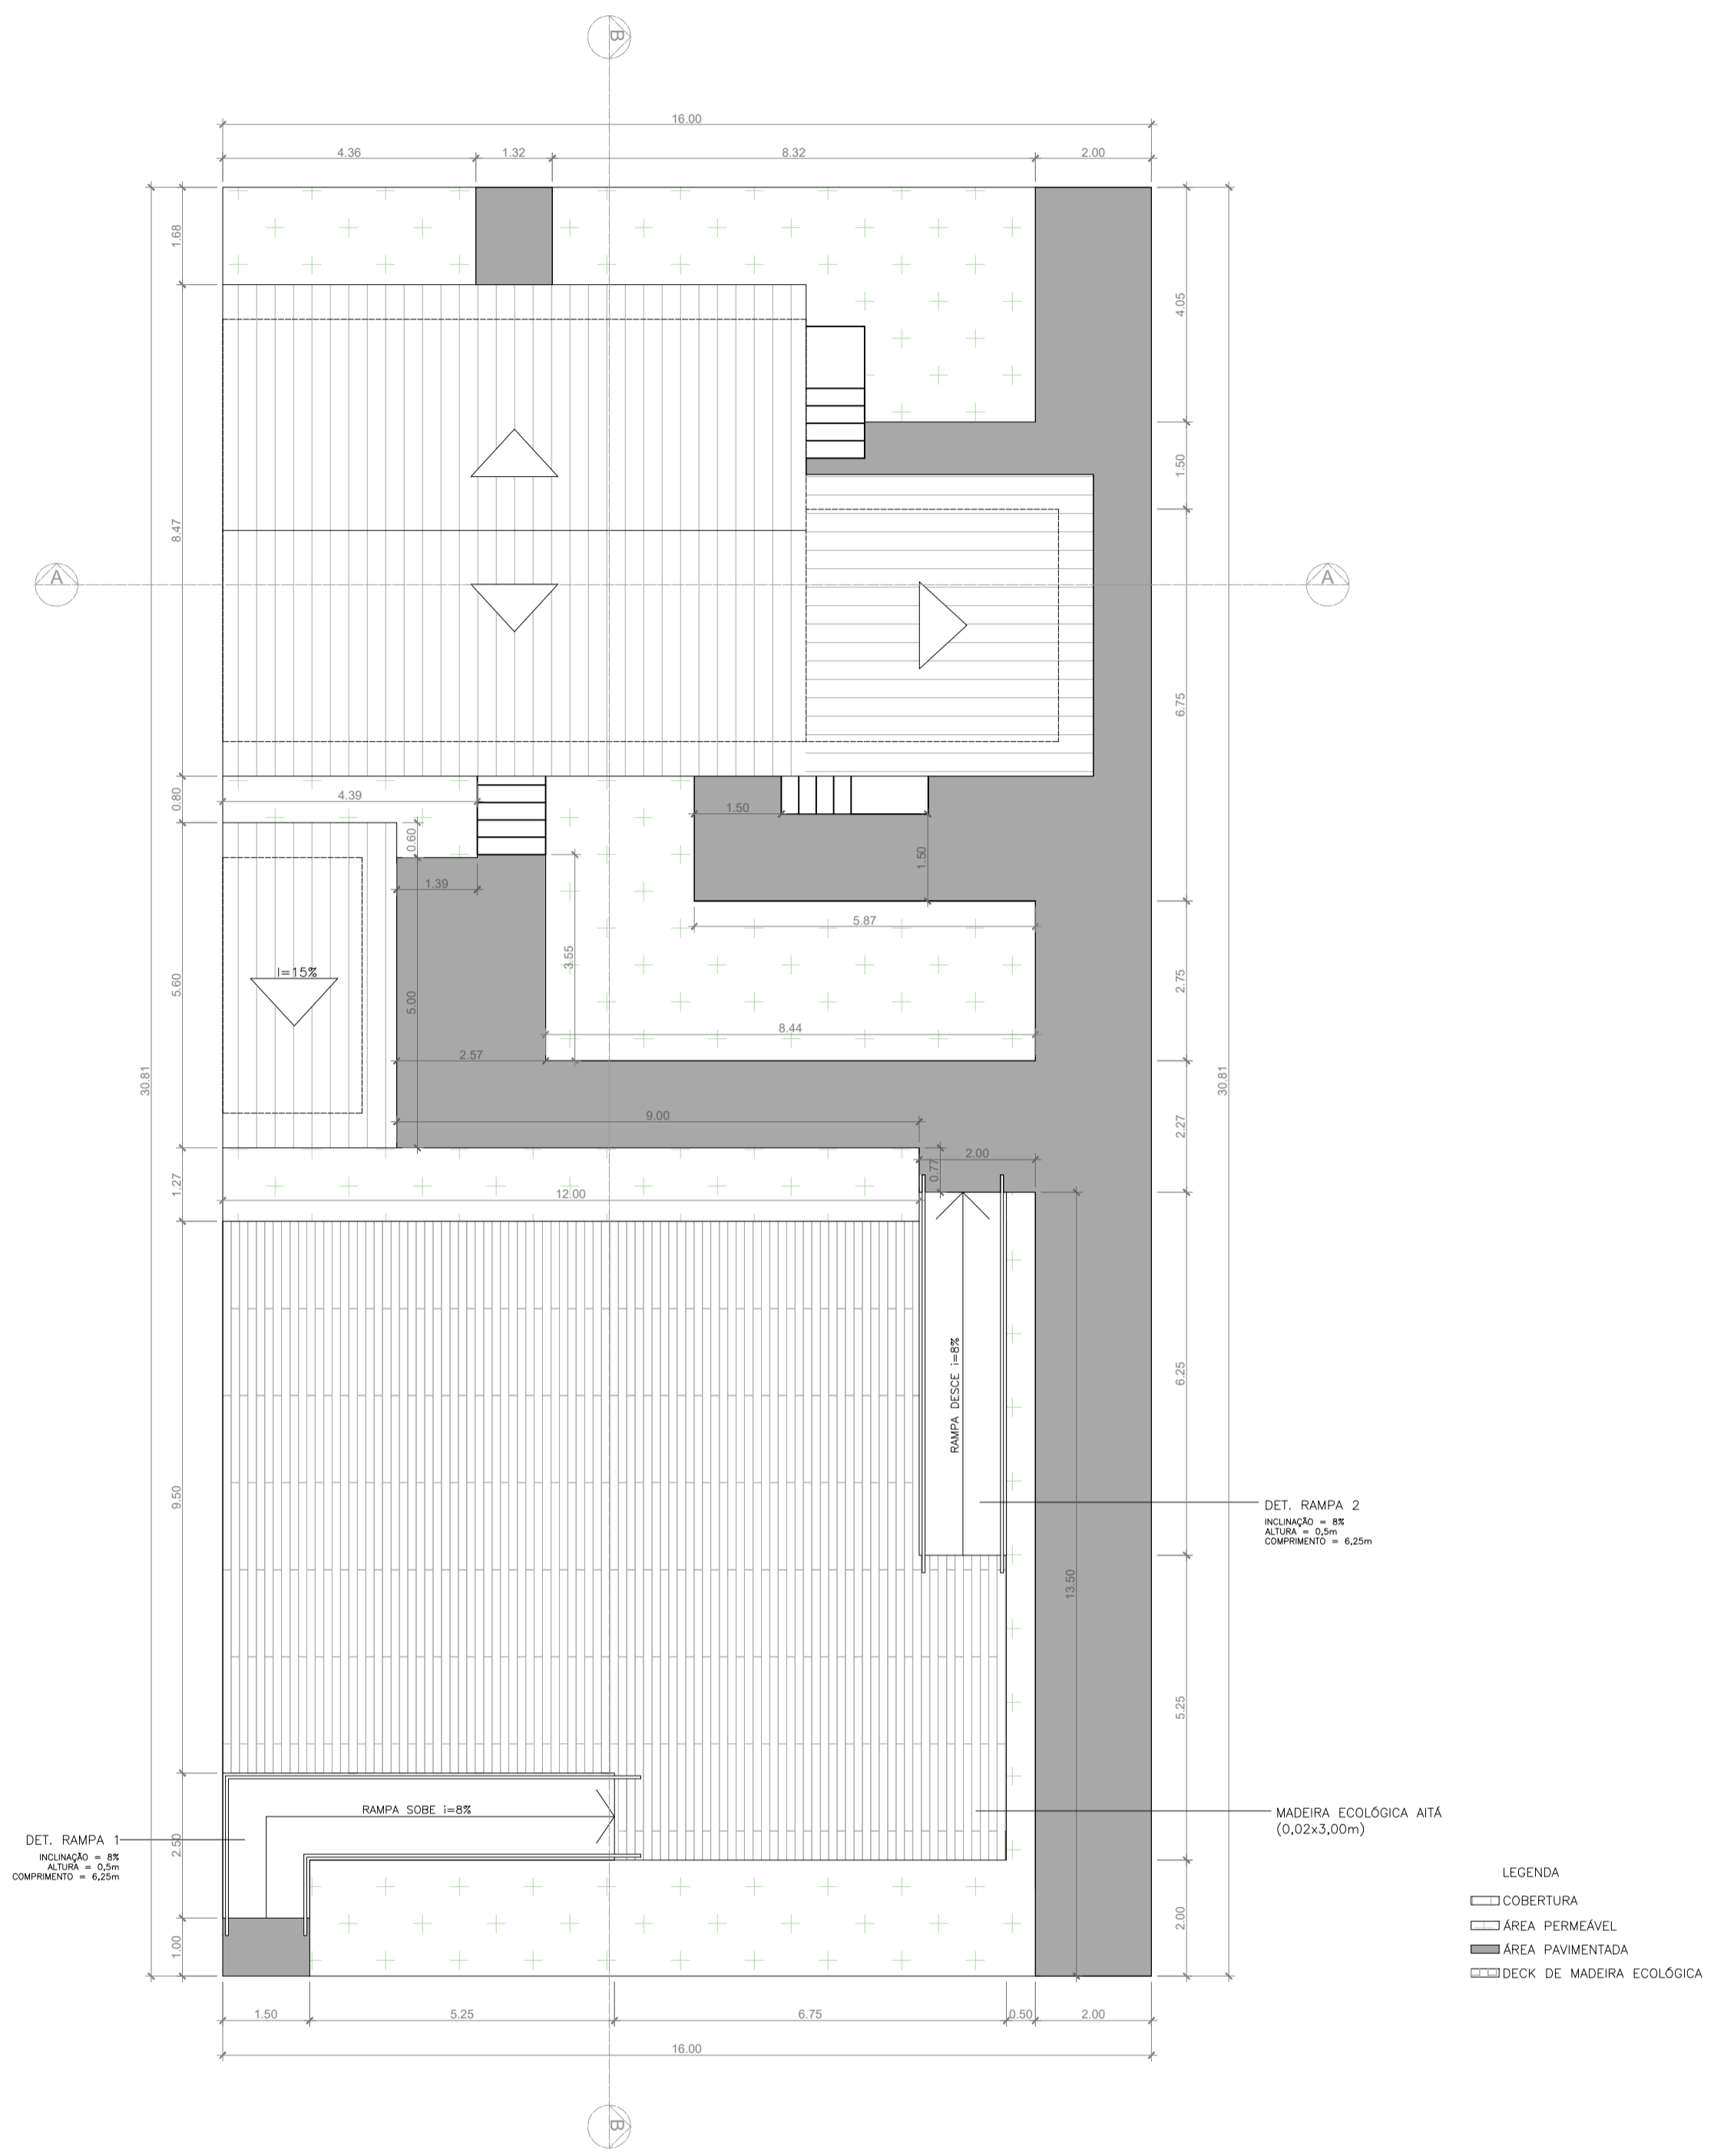 B
16.00
4.36
1.32
8.32
2.00
1.68
4.05
1.50
8.47
A
A
6.75
0.80
4.39
1.50
0.60
1.50
1.39
5.87
3.55
I=15%
5.60
5.00
2.75
8.44
2.57
30.81
30.81
9.00
2.27
2.00
0.77
1.27
12.00
RAMPA DESCE i=8%
6.25
9.50
DET. RAMPA 2
INCLINAÇÃO = 8%
ALTURA = 0,5m
COMPRIMENTO = 6,25m
13.50
5.25
RAMPA SOBE i=8%
MADEIRA ECOLÓGICA AITÁ
(0,02x3,00m)
DET. RAMPA 1
INCLINAÇÃO = 8%
ALTURA = 0,5m
COMPRIMENTO = 6,25m
2.50
LEGENDA
COBERTURA
ÁREA PERMEÁVEL
ÁREA PAVIMENTADA
DECK DE MADEIRA ECOLÓGICA
2.00
1.00
1.50
5.25
6.75
0.50
2.00
16.00
B